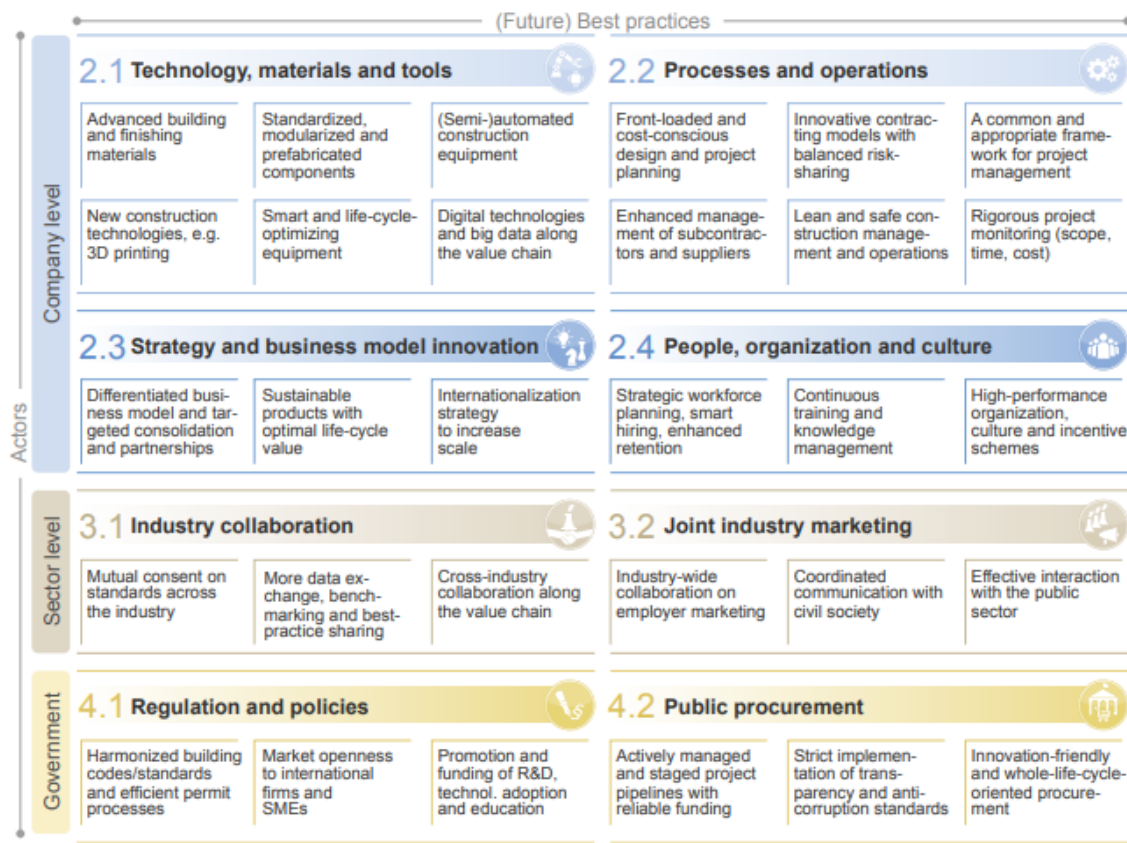 (Future) Best practices
Actors
Company level
2.1 Technology, materials and tools
Advanced building
and finishing
materials
Standardized,
modularized and
prefabricated
components
(Semi-)automated
construction
equipment
New construction
technologies, e.g.
3D printing
Smart and life-cycle-
optimizing
equipment
Digital technologies
and big data along
the value chain
2.2 Processes and operations
Front-loaded and
cost-conscious
design and project
planning
Innovative contrac-
ting models with
balanced risk-
sharing
A common and
appropriate frame-
work for project
management
Enhanced manage-
ment of subcontrac-
tors and suppliers
Lean and safe con-
struction manage-
ment and operations
Rigorous project
monitoring (scope,
time, cost)
2.3 Strategy and business model innovation
Differentiated busi-
ness model and tar-
geted consolidation
and partnerships
Sustainable
products with
optimal life-cycle
value
Internationalization
strategy
to increase
scale
2.4 People, organization and culture
Strategic workforce
planning, smart
hiring, enhanced
retention
Continuous
training and
knowledge
management
High-performance
organization,
culture and incentive
schemes
Sector level
3.1 Industry collaboration
Mutual consent on
standards across
the industry
More data ex-
change, bench-
marking and best-
practice sharing
Cross-industry
collaboration along
the value chain
3.2 Joint industry marketing
Industry-wide
collaboration on
employer marketing
Coordinated
communication with
civil society
Effective interaction
with the public
sector
Government
4.1 Regulation and policies
Harmonized building
codes/standards
and efficient permit
processes
Market openness
to international
firms and
SMEs
Promotion and
funding of R&D,
technol. adoption
and education
§
4.2 Public procurement
Actively managed
and staged project
pipelines with
reliable funding
Strict implemen-
tation of trans-
parency and anti-
corruption standards
Innovation-friendly
and whole-life-cycle-
oriented procure-
ment